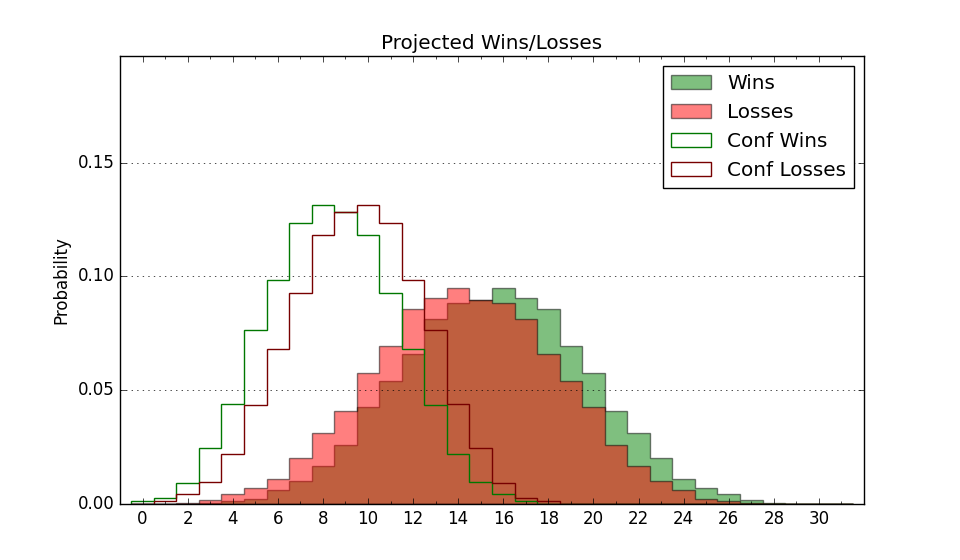 Projected Wins/Losses
Wins
Losses
Conf Wins
Conf Losses
Probability
0.15
0.10
0.05
0.00
0 2 4 6 8 10 12 14 16 18 20 22 24 26 28 30